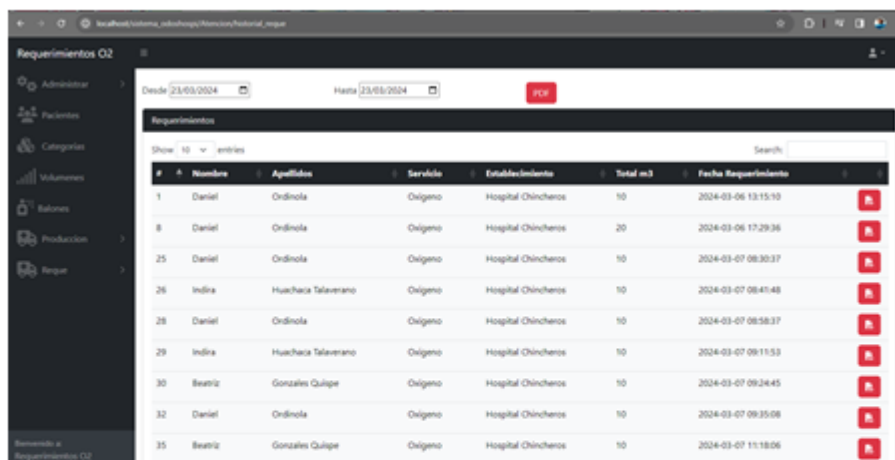 localhost/sistema_odoshosps/Atencion/historial_reque
Requerimientos O2
Administrar
Pacientes
Categorias
Volumenes
Balones
Produccion
Reque
Desde 23/03/2024 Hasta 23/03/2024 PDF
Requerimientos
Show 10 entries Search:
# Nombre Apellidos Servicio Establecimiento Total m3 Fecha Requerimiento
1 Daniel Ordinola Oxigeno Hospital Chincheros 10 2024-03-06 13:15:10
8 Daniel Ordinola Oxigeno Hospital Chincheros 20 2024-03-06 17:29:36
25 Daniel Ordinola Oxigeno Hospital Chincheros 10 2024-03-07 08:30:37
26 Indira Huachaca Talaverano Oxigeno Hospital Chincheros 10 2024-03-07 08:41:48
28 Daniel Ordinola Oxigeno Hospital Chincheros 10 2024-03-07 08:58:37
29 Indira Huachaca Talaverano Oxigeno Hospital Chincheros 10 2024-03-07 09:11:53
30 Beatriz Gonzales Quispe Oxigeno Hospital Chincheros 10 2024-03-07 09:24:45
32 Daniel Ordinola Oxigeno Hospital Chincheros 10 2024-03-07 09:35:08
35 Beatriz Gonzales Quispe Oxigeno Hospital Chincheros 10 2024-03-07 11:18:06
Benvenido a:
Requerimientos O2